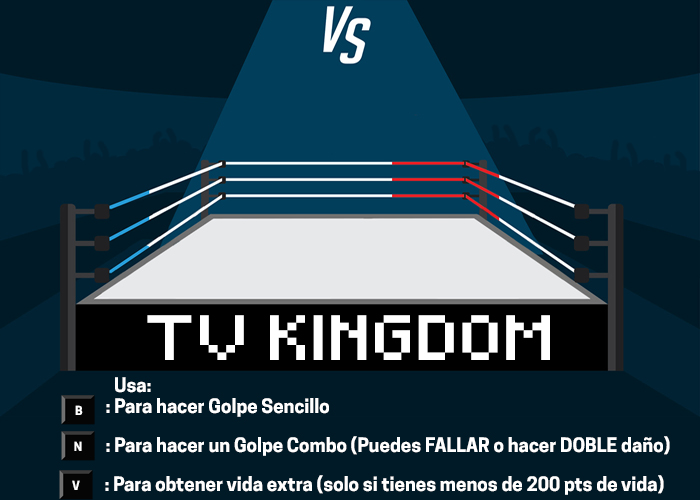 VS
TV KINGDOM
Usa:
B : Para hacer Golpe Sencillo
N : Para hacer un Golpe Combo (Puedes FALLAR o hacer DOBLE daño)
V : Para obtener vida extra (solo si tienes menos de 200 pts de vida)